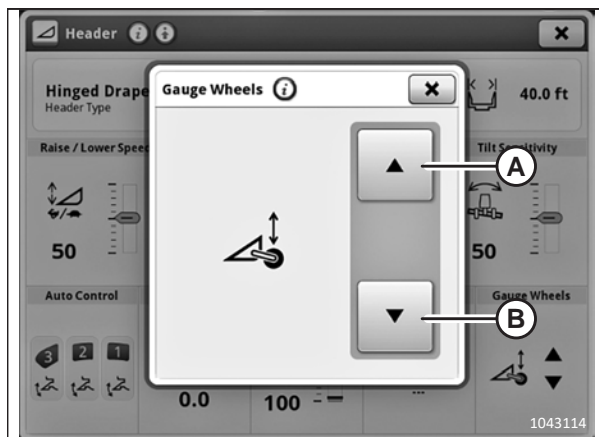 Header
Hinged Drape
Header Type
40.0 ft
Gauge Wheels
Raise / Lower Spee
Tilt Sensitivity
A
50
50
Auto Control
Gauge Wheels
B
3 2 1
0.0
100
...
1043114